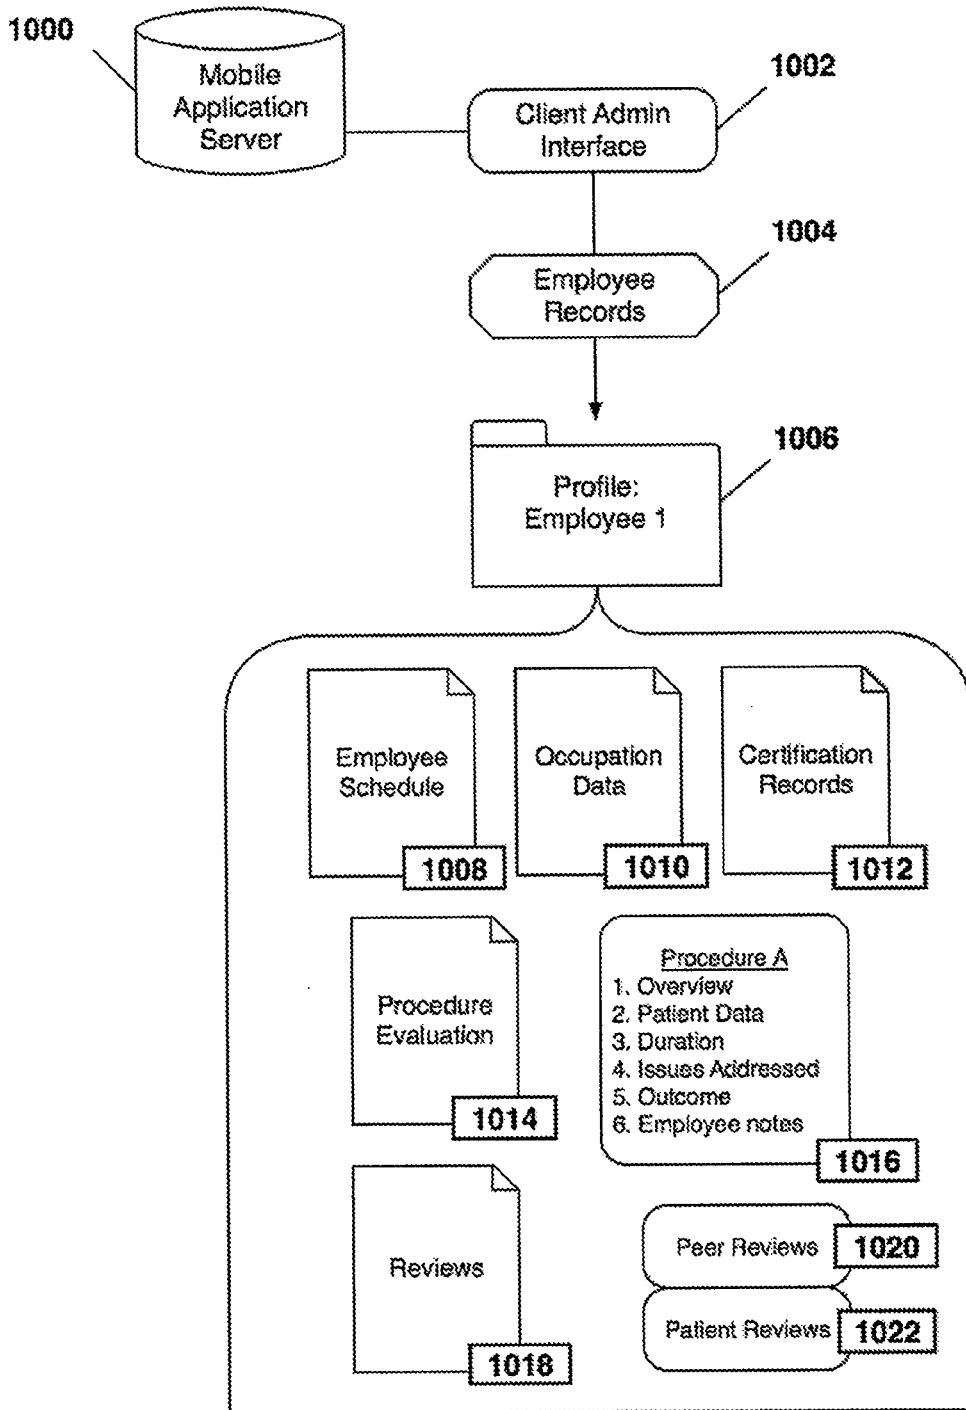 1000
Mobile
Application
Server
1002
Client Admin
Interface
1004
Employee
Records
1006
Profile:
Employee 1
Employee
Schedule
1008
Occupation
Data
1010
Certification
Records
1012
Procedure
Evaluation
1014
Procedure A
1. Overview
2. Patient Data
3. Duration
4. Issues Addressed
5. Outcome
6. Employee notes
1016
Reviews
1018
Peer Reviews
1020
Patient Reviews
1022